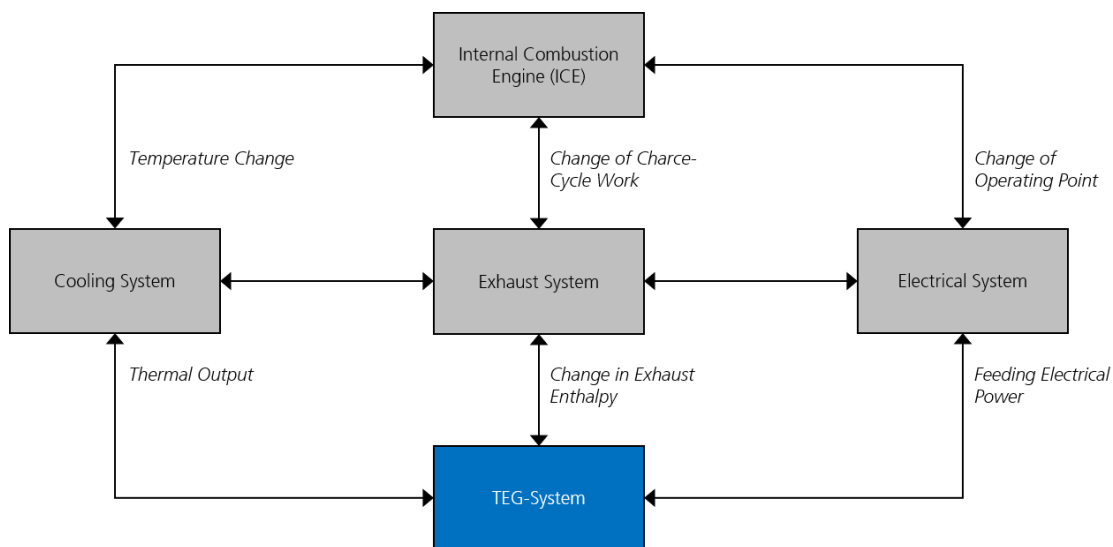 Internal Combustion
Engine (ICE)
Temperature Change
Change of Charce-
Cycle Work
Change of
Operating Point
Cooling System
Exhaust System
Electrical System
Thermal Output
Change in Exhaust
Enthalpy
Feeding Electrical
Power
TEG-System